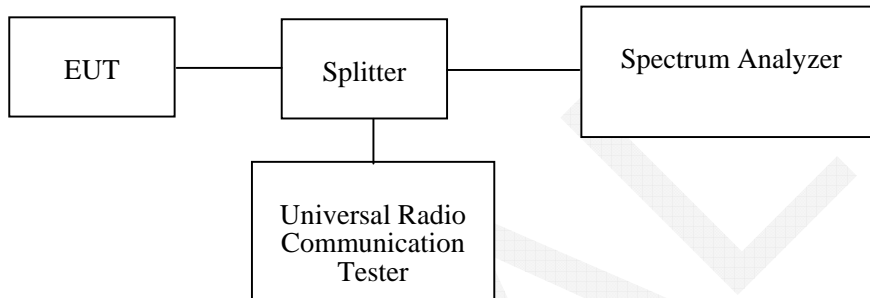 EUT
Splitter
Spectrum Analyzer
Universal Radio
Communication
Tester